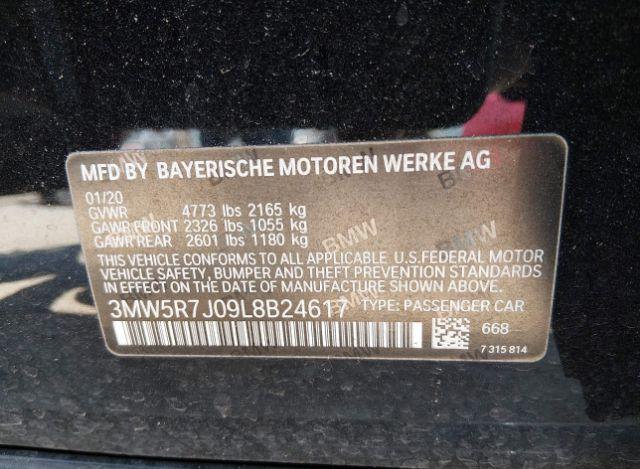 MFD BY BAYERISCHE MOTOREN WERKE AG
01/20
GVWR 4773 lbs 2165 kg
GAWR FRONT 2326 lbs 1055 kg
GAWR REAR 2601 lbs 1180 kg
THIS VEHICLE CONFORMS TO ALL APPLICABLE U.S.FEDERAL MOTOR
VEHICLE SAFETY, BUMPER AND THEFT PREVENTION STANDARDS
IN EFFECT ON THE DATE OF MANUFACTURE SHOWN ABOVE.
3MW5R7J09L8B24617 TYPE: PASSENGER CAR
668
7 315 814
BMW